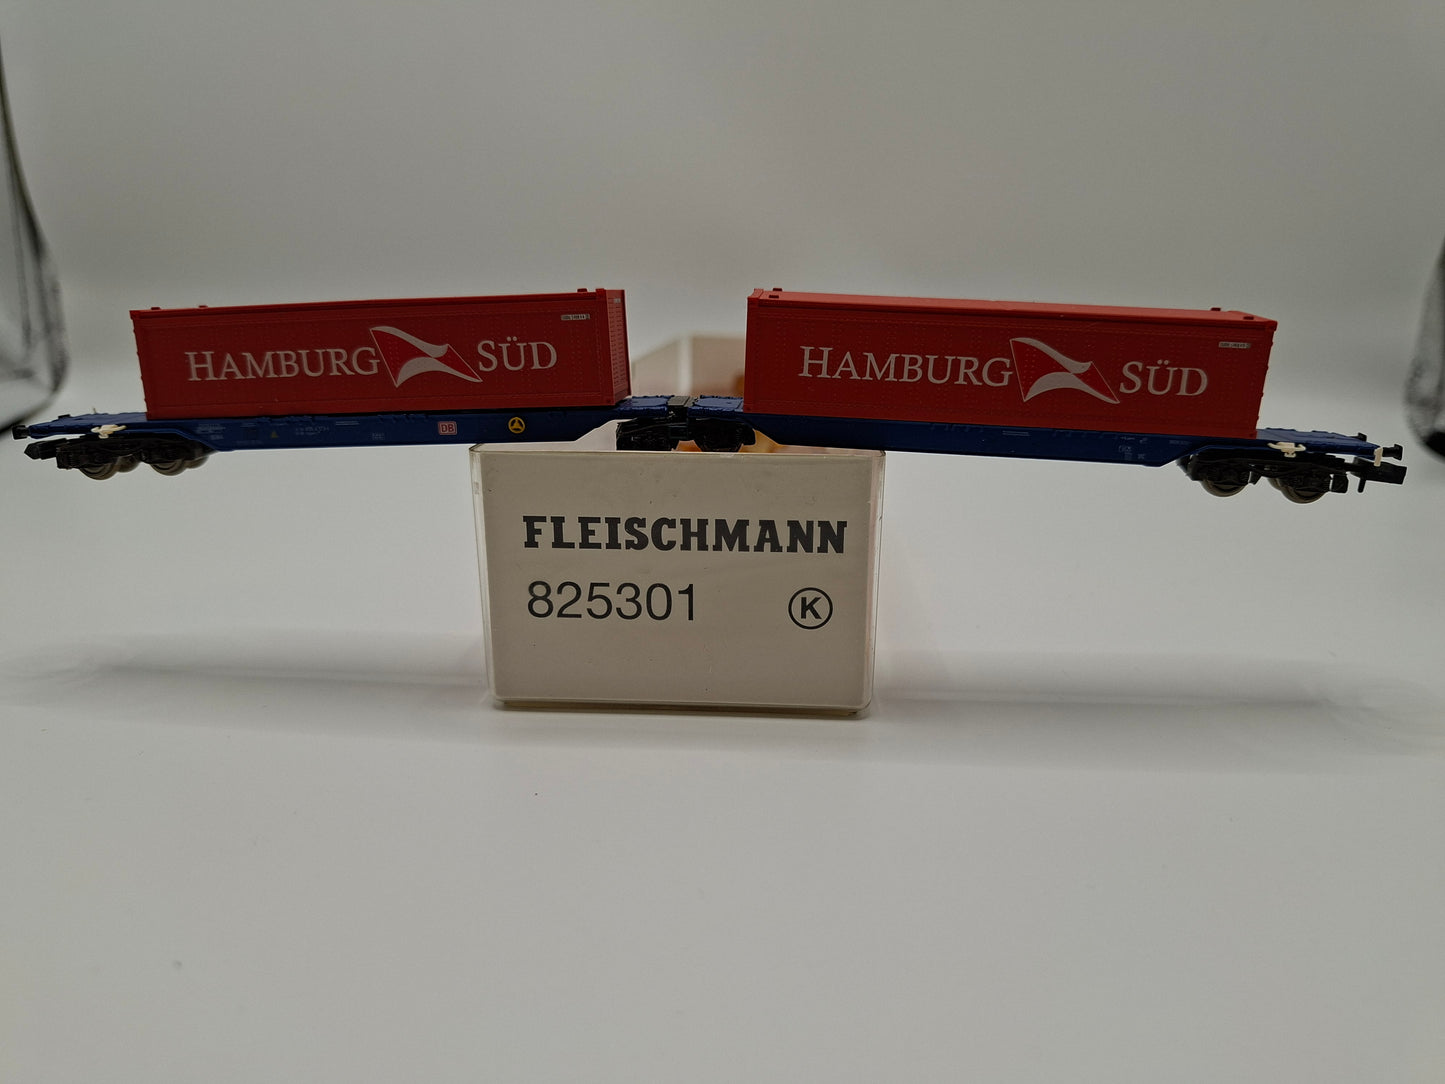 HAMBURG SÜD
HAMBURG SÜD
DB
FLEISCHMANN
825301 K